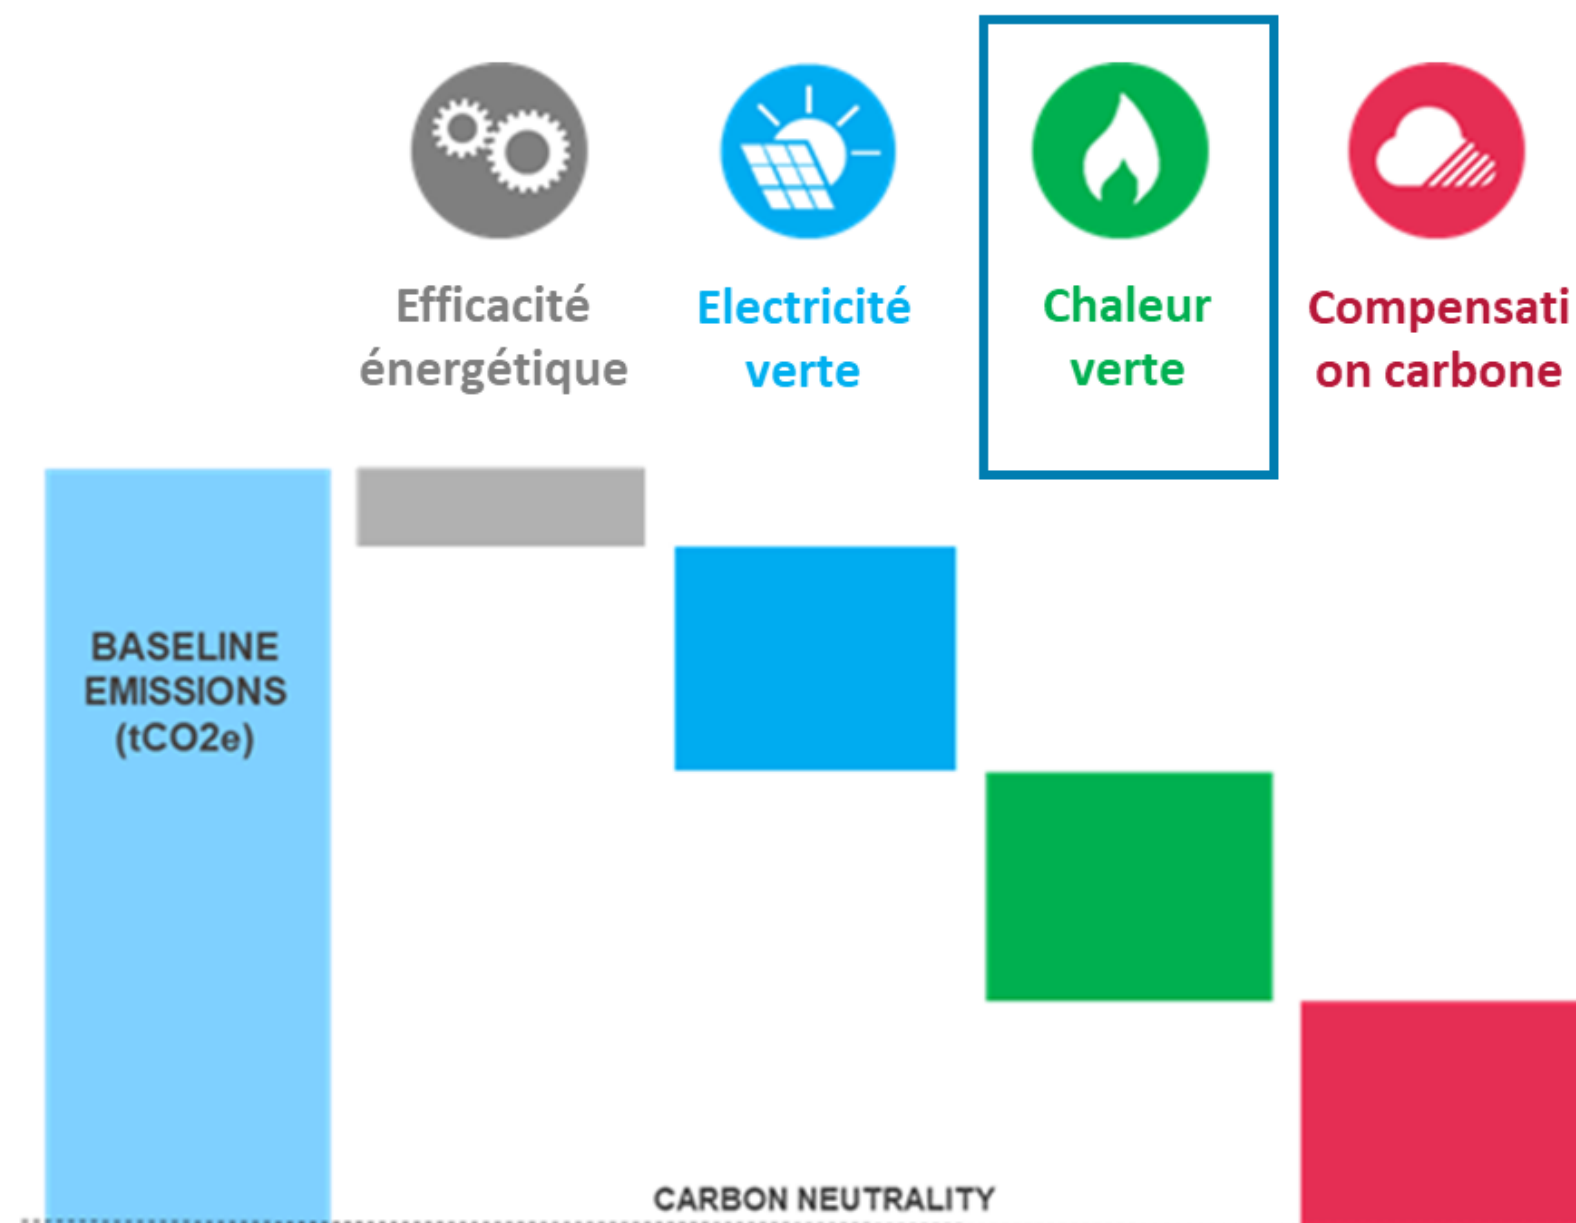 Efficacité
énergétique
Electricité
verte
Chaleur
verte
Compensati
on carbone
BASELINE
EMISSIONS
(tCO2e)
CARBON NEUTRALITY